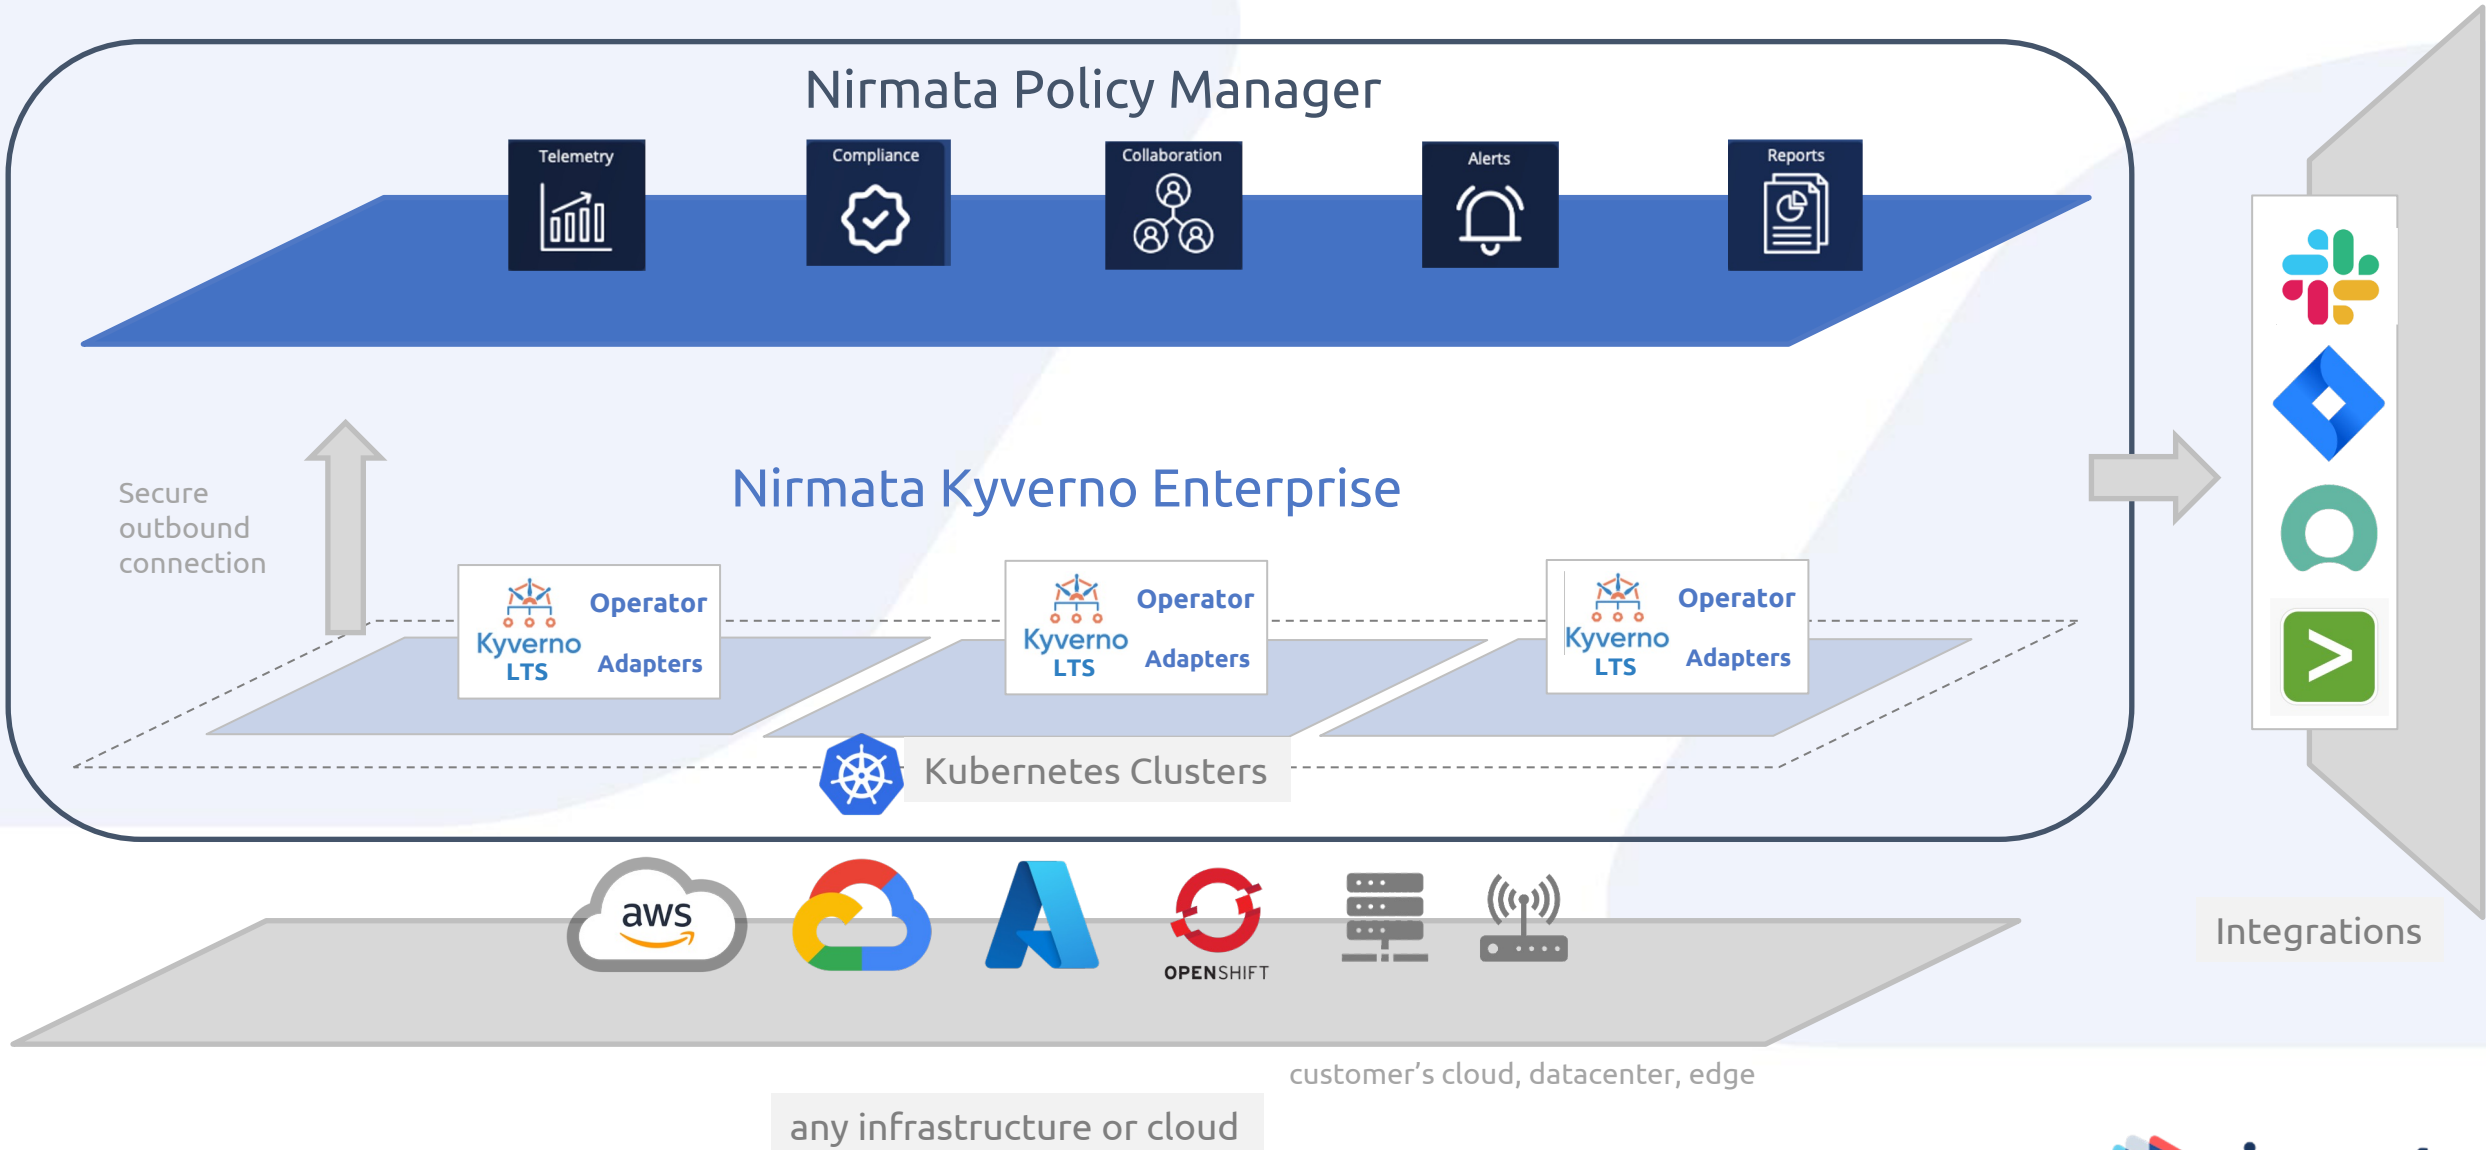 Nirmata Policy Manager
Telemetry
Compliance
Collaboration
Alerts
Reports
Secure
outbound
connection
Nirmata Kyverno Enterprise
Kyverno
LTS
Operator
Adapters
Kyverno
LTS
Operator
Adapters
Kyverno
LTS
Operator
Adapters
Kubernetes Clusters
aws
OPENSHIFT
Integrations
customer's cloud, datacenter, edge
any infrastructure or cloud